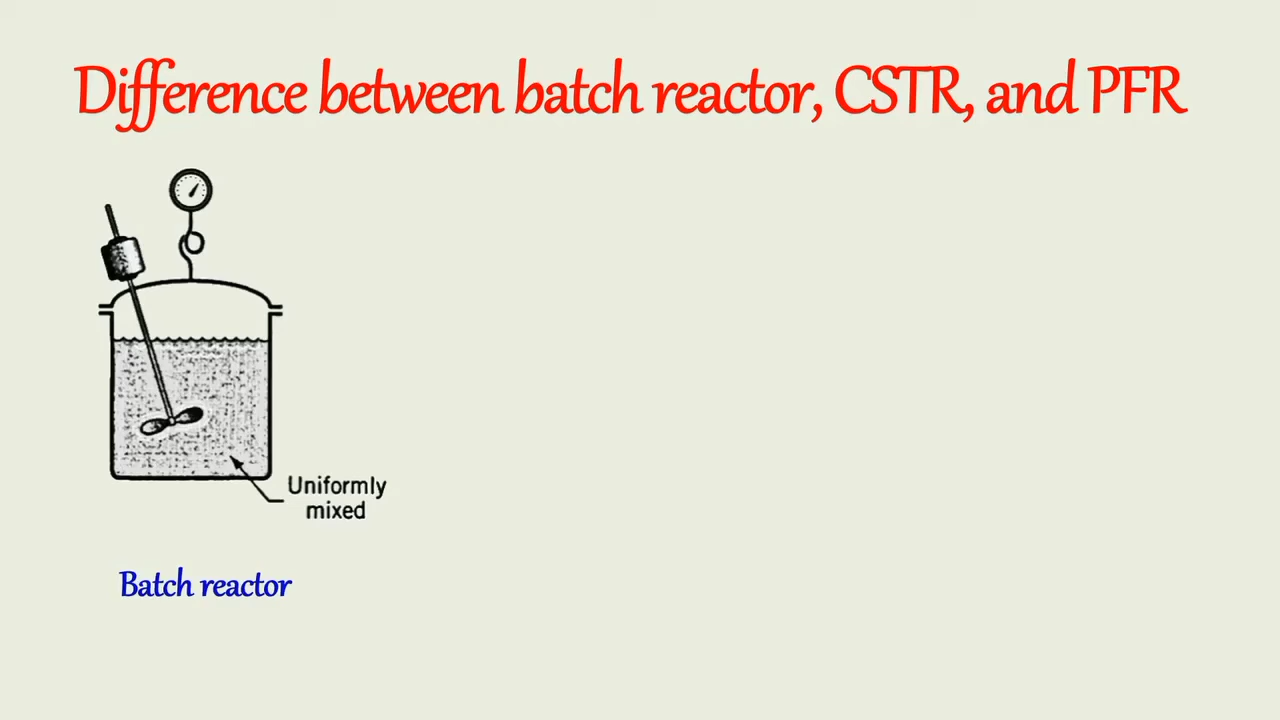 Difference between batch reactor, CSTR, and PFR
Uniformly
mixed
Batch reactor